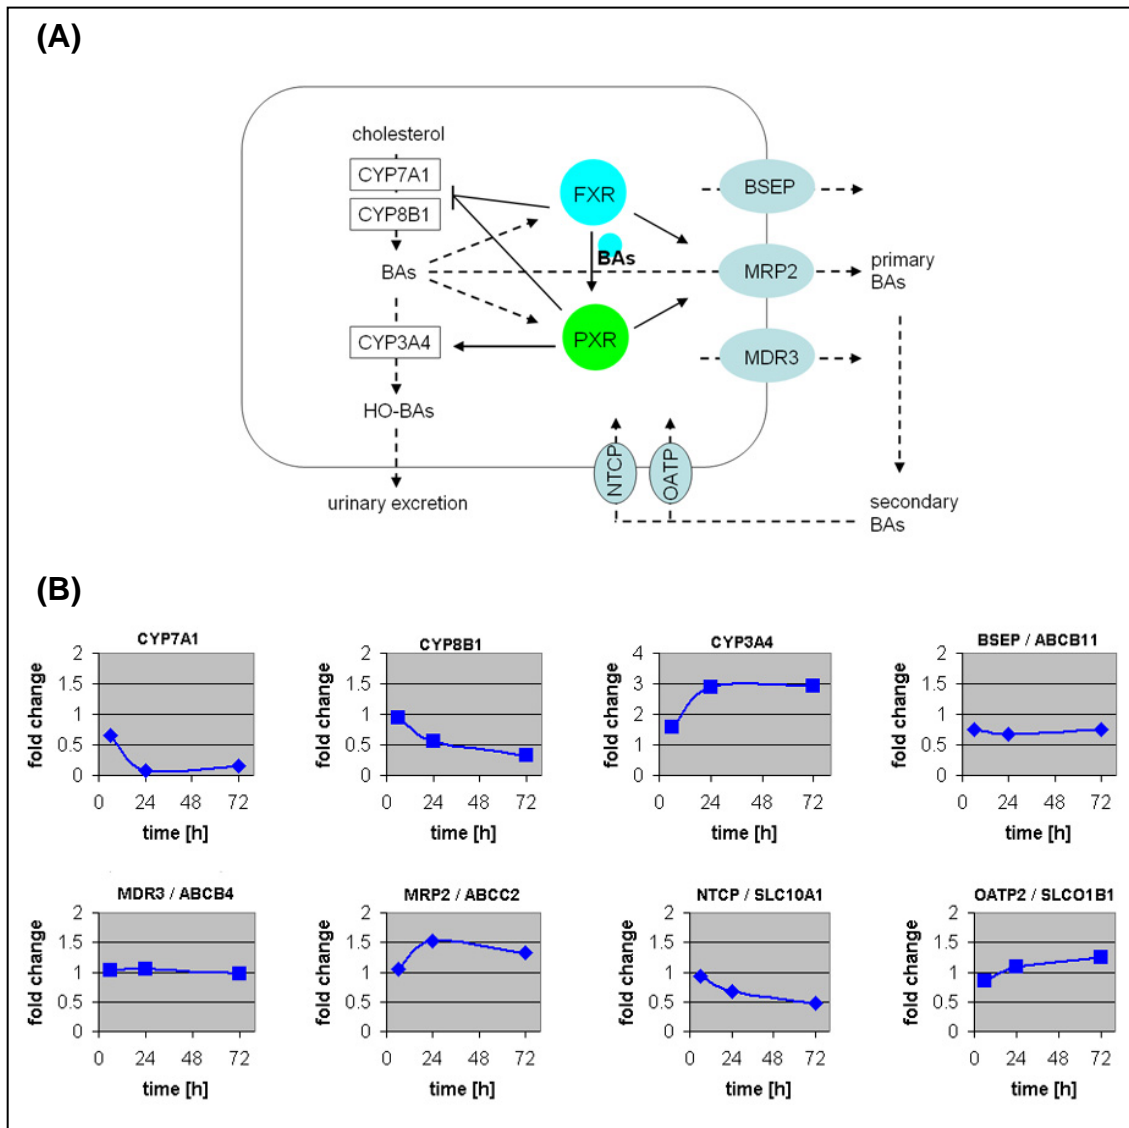 (A)
cholesterol
CYP7A1
CYP8B1
BAs
CYP3A4
HO-BAs
urinary excretion
FXR
BAs
PXR
BSEP
MRP2
MDR3
primary
BAs
NTCP
OATP
secondary
BAs
(B)
CYP7A1
fold change
2
1.5
1
0.5
0
0 24 48 72
time [h]
CYP8B1
fold change
2
1.5
1
0.5
0
0 24 48 72
time [h]
CYP3A4
fold change
4
3
2
1
0
0 24 48 72
time [h]
BSEP / ABCB11
fold change
2
1.5
1
0.5
0
0 24 48 72
time [h]
MDR3 / ABCB4
fold change
2
1.5
1
0.5
0
0 24 48 72
time [h]
MRP2 / ABCC2
fold change
2
1.5
1
0.5
0
0 24 48 72
time [h]
NTCP / SLC10A1
fold change
2
1.5
1
0.5
0
0 24 48 72
time [h]
OATP2 / SLCO1B1
fold change
2
1.5
1
0.5
0
0 24 48 72
time [h]